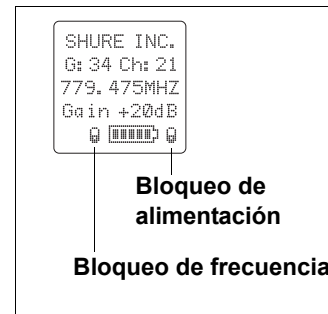 SHURE INC.
G: 34 Ch: 21
779.475MHZ
Gain +20dB
Bloqueo de
alimentación
Bloqueo de frecuencia